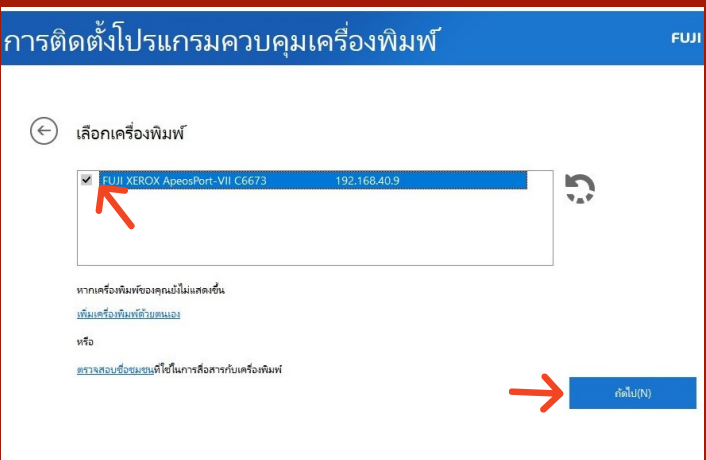 การติดตั้งโปรแกรมควบคุมเครื่องพิมพ์
FUJI
เลือกเครื่องพิมพ์
FUJI XEROX ApeosPort-VII C6673 192.168.40.9
หากเครื่องพิมพ์ของคุณยังไม่แสดงขึ้น
เพิ่มเครื่องพิมพ์ด้วยตนเอง
หรือ
ตรวจสอบชื่อชุมชนที่ใช้ในการสื่อสารกับเครื่องพิมพ์
ถัดไป(N)